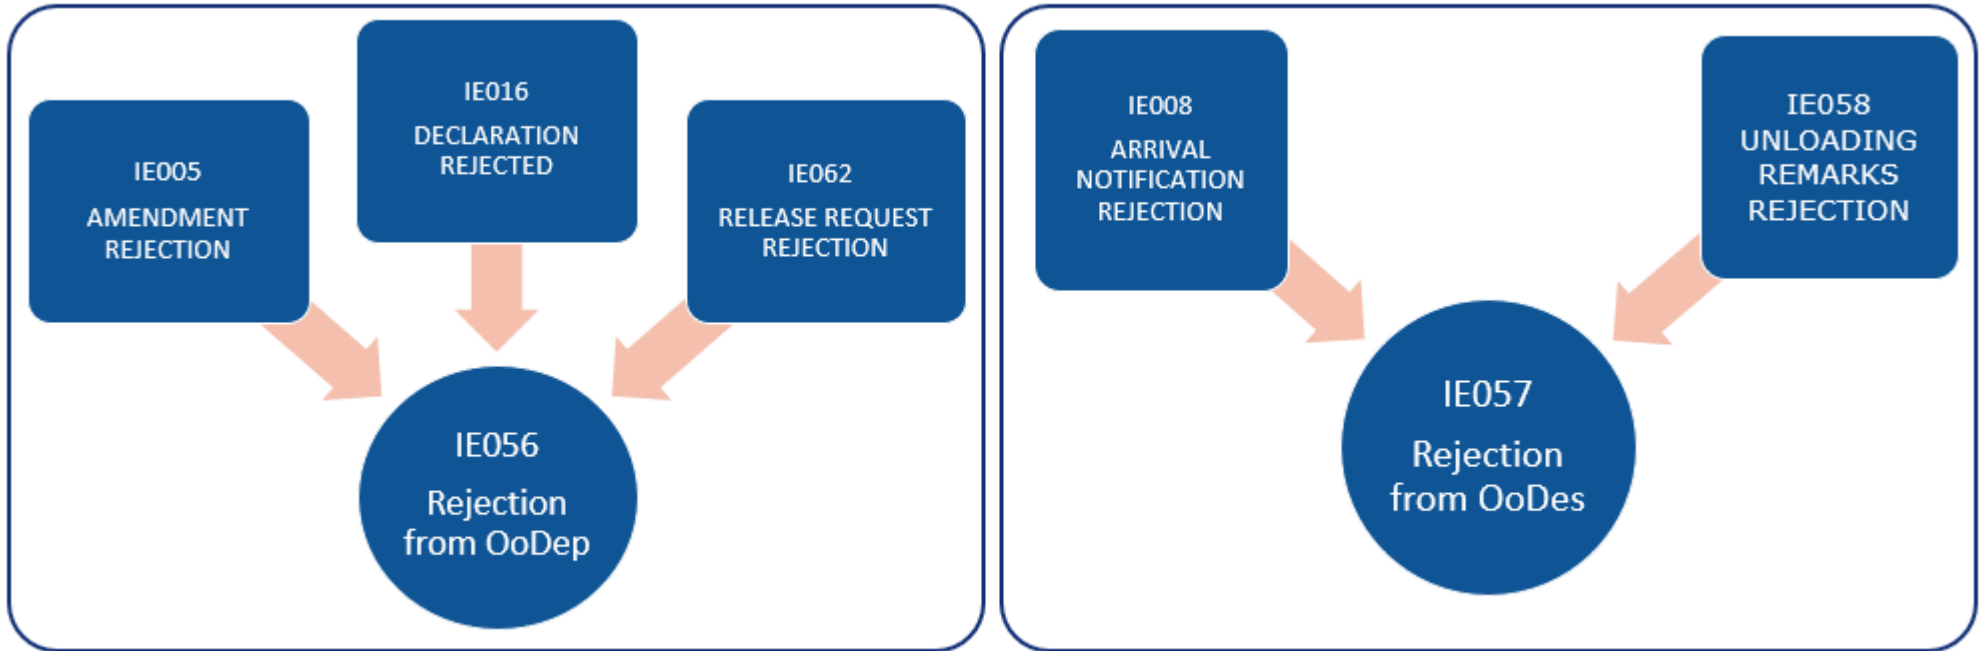 IE005
AMENDMENT
REJECTION
IE016
DECLARATION
REJECTED
IE062
RELEASE REQUEST
REJECTION
IE056
Rejection
from OoDep
IE008
ARRIVAL
NOTIFICATION
REJECTION
IE058
UNLOADING
REMARKS
REJECTION
IE057
Rejection
from OoDes